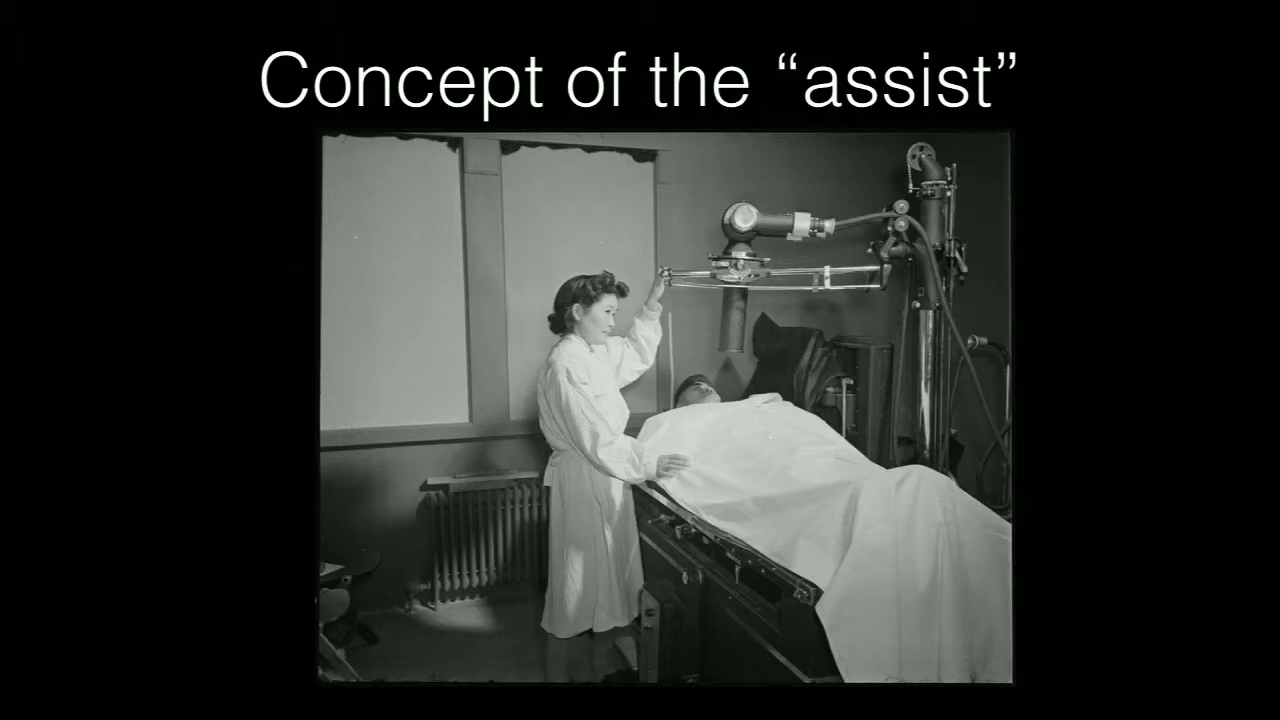 Concept of the “assist”